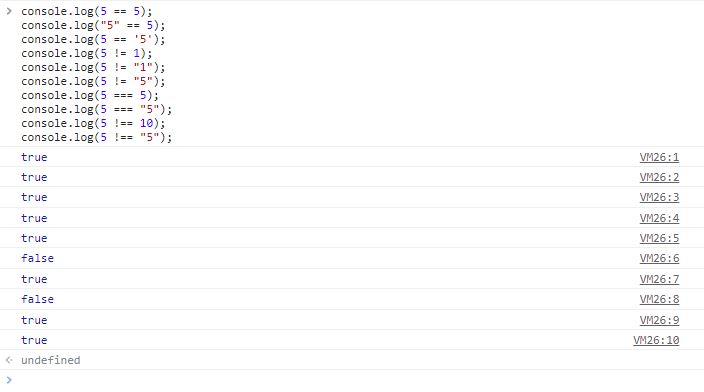 > console.log(5 == 5);
console.log("5" == 5);
console.log(5 == '5');
console.log(5 != 1);
console.log(5 != "1");
console.log(5 != "5");
console.log(5 === 5);
console.log(5 === "5");
console.log(5 !== 10);
console.log(5 !== "5");
true VM26:1
true VM26:2
true VM26:3
true VM26:4
true VM26:5
false VM26:6
true VM26:7
false VM26:8
true VM26:9
true VM26:10
undefined
>